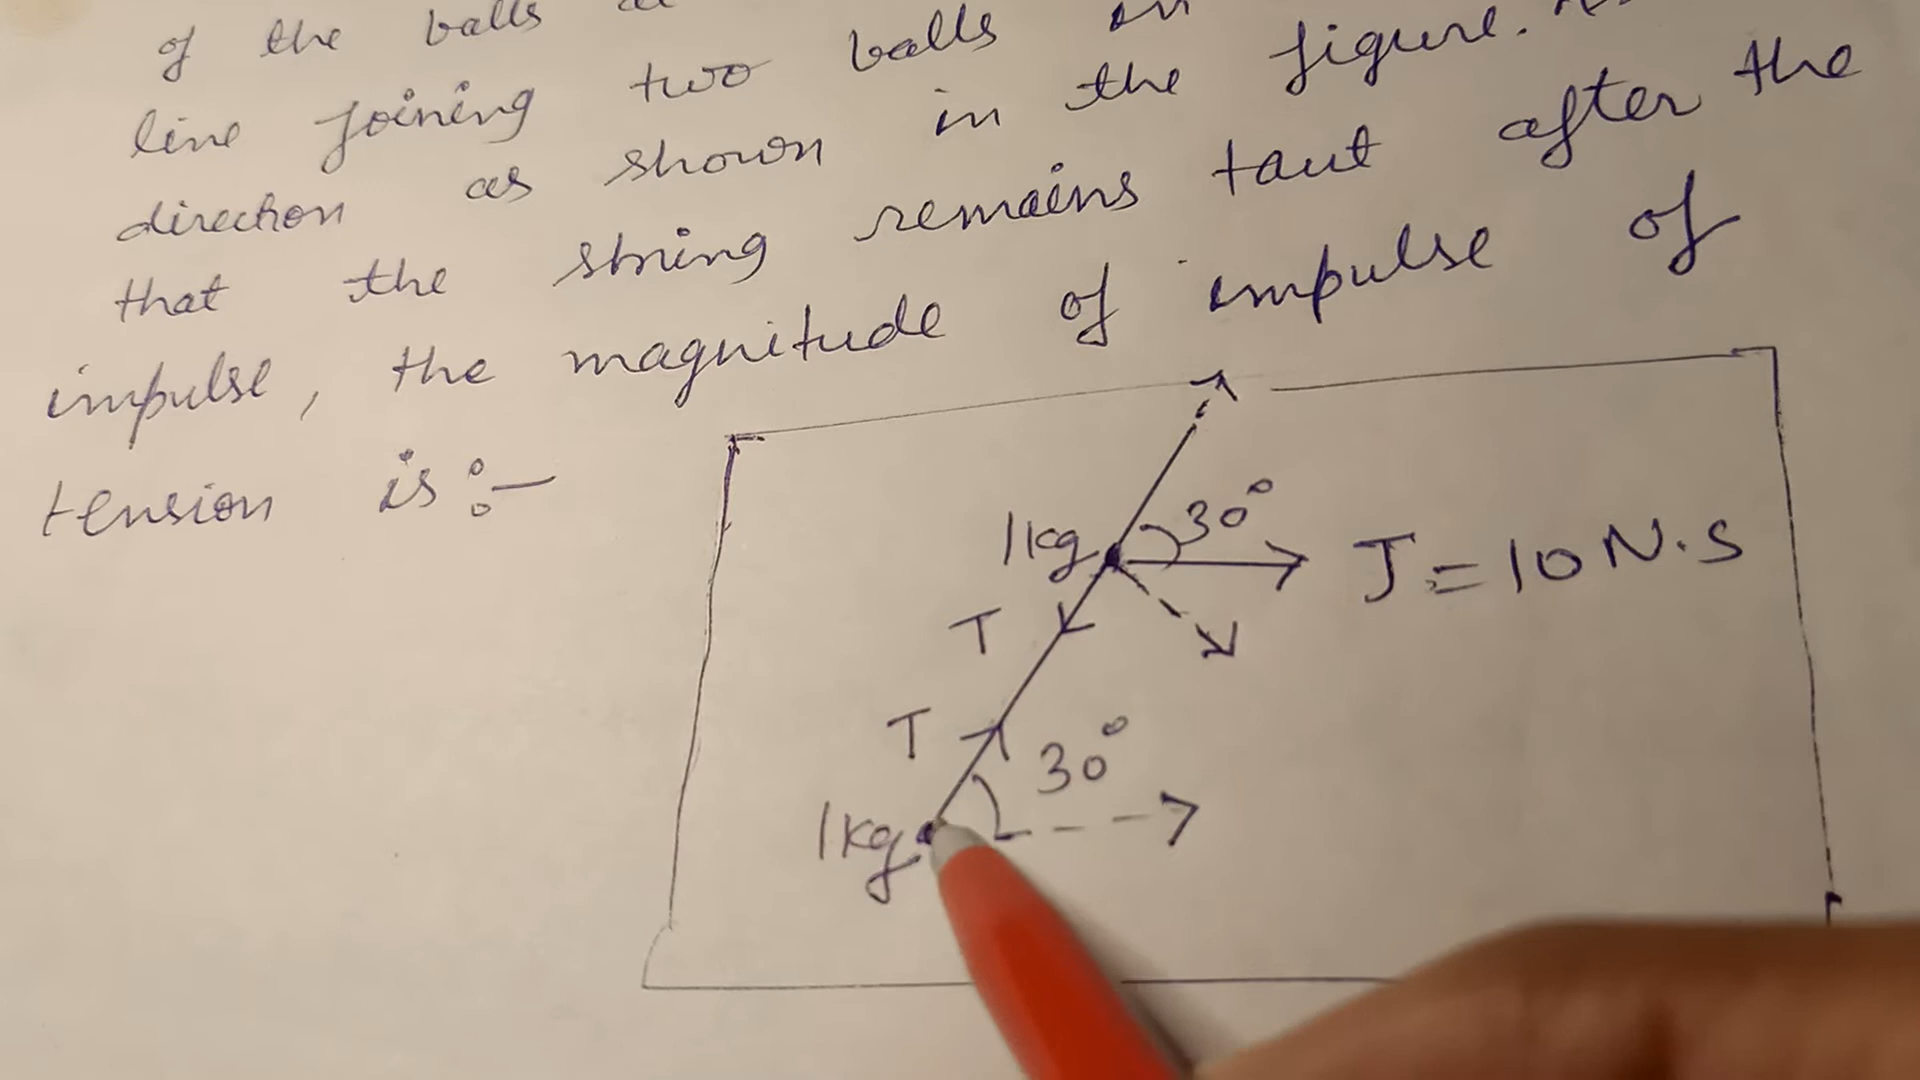 of the balls
line joining two balls in
direction as shown in the figure.
that the string remains taut after the
impulse, the magnitude of impulse of
tension is :-
1kg 30° J = 10 N.s
T
T 30°
1kg